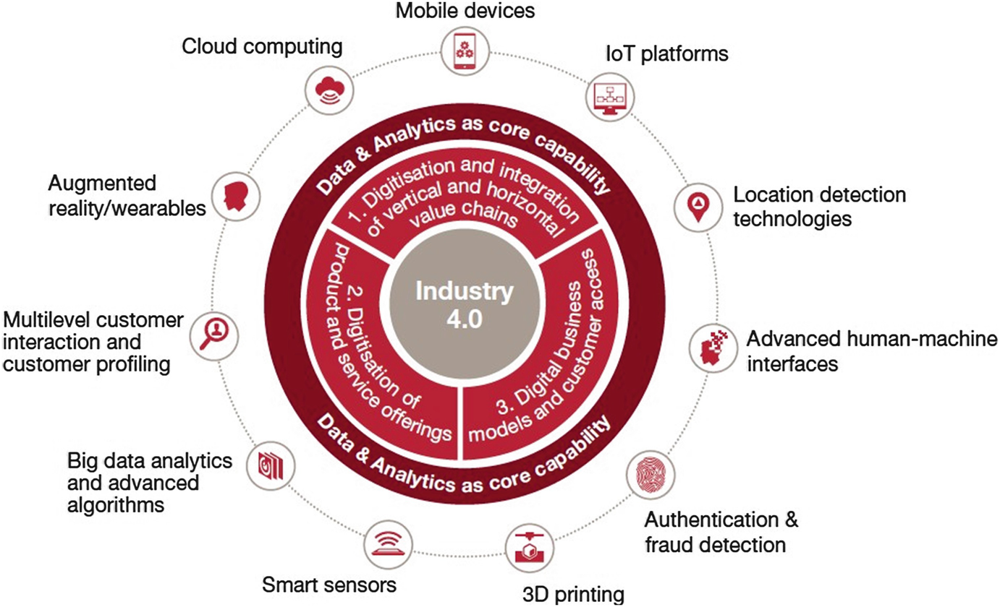 Mobile devices
Cloud computing
IoT platforms
Augmented
reality/wearables
Location detection
technologies
Multilevel customer
interaction and
customer profiling
Advanced human-machine
interfaces
Big data analytics
and advanced
algorithms
Authentication &
fraud detection
Smart sensors
3D printing
Data & Analytics as core capability
1. Digitisation and integration
of vertical and horizontal
value chains
2. Digitisation of
product and service offerings
3. Digital business
models and customer access
Industry
4.0
Data & Analytics as core capability